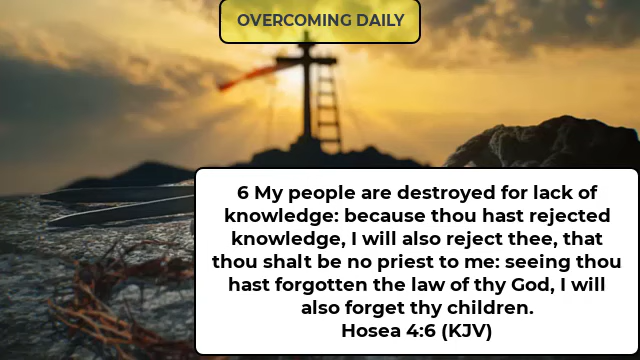 OVERCOMING DAILY
6 My people are destroyed for lack of
knowledge: because thou hast rejected
knowledge, I will also reject thee, that
thou shalt be no priest to me: seeing thou
hast forgotten the law of thy God, I will
also forget thy children.
Hosea 4:6 (KJV)